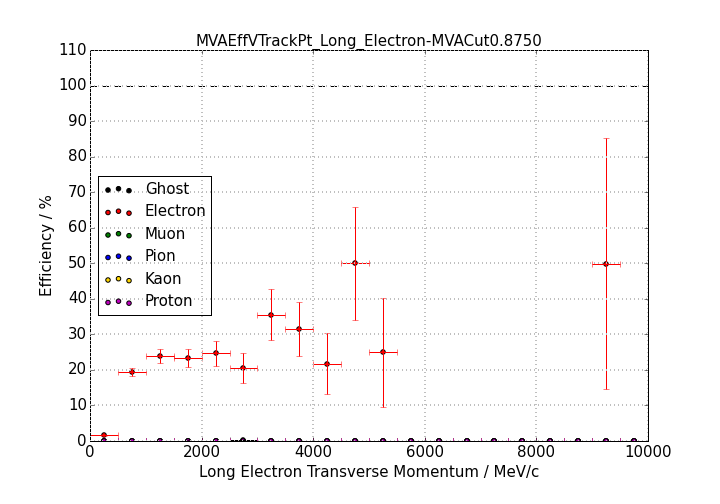 MVAEffVTrackPt_Long_Electron-MVACut0.8750
110
100
90
80
70
60
50
40
30
20
10
0
Efficiency / %
Ghost
Electron
Muon
Pion
Kaon
Proton
0 2000 4000 6000 8000 10000
Long Electron Transverse Momentum / MeV/c